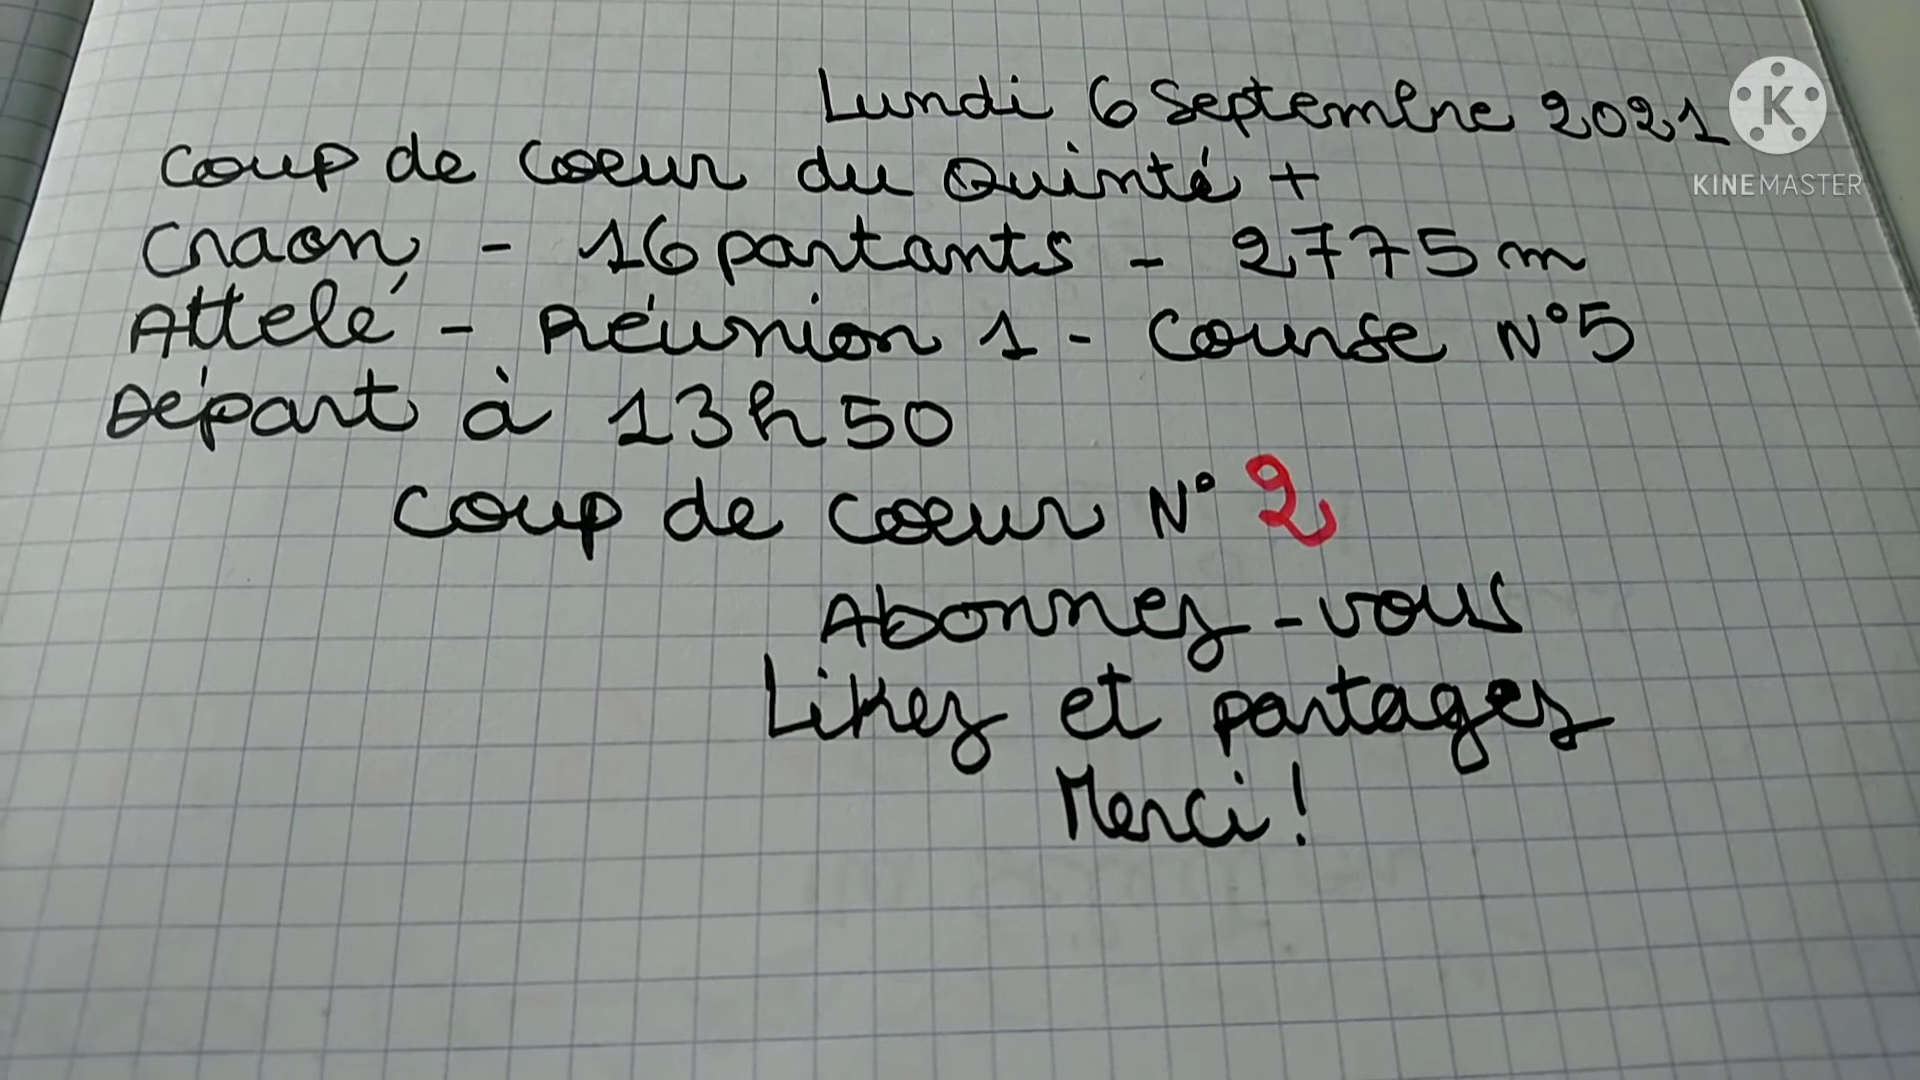 Lundi 6 Septembre 2021
Coup de coeur du Quinté +
Craon, - 16 partants - 2775 m
Attelé - Réunion 1 - Course N°5
Départ à 13h50
Coup de coeur N° 2
Abonnez-vous
Likez et partagez
Merci !
K
KINEMASTER